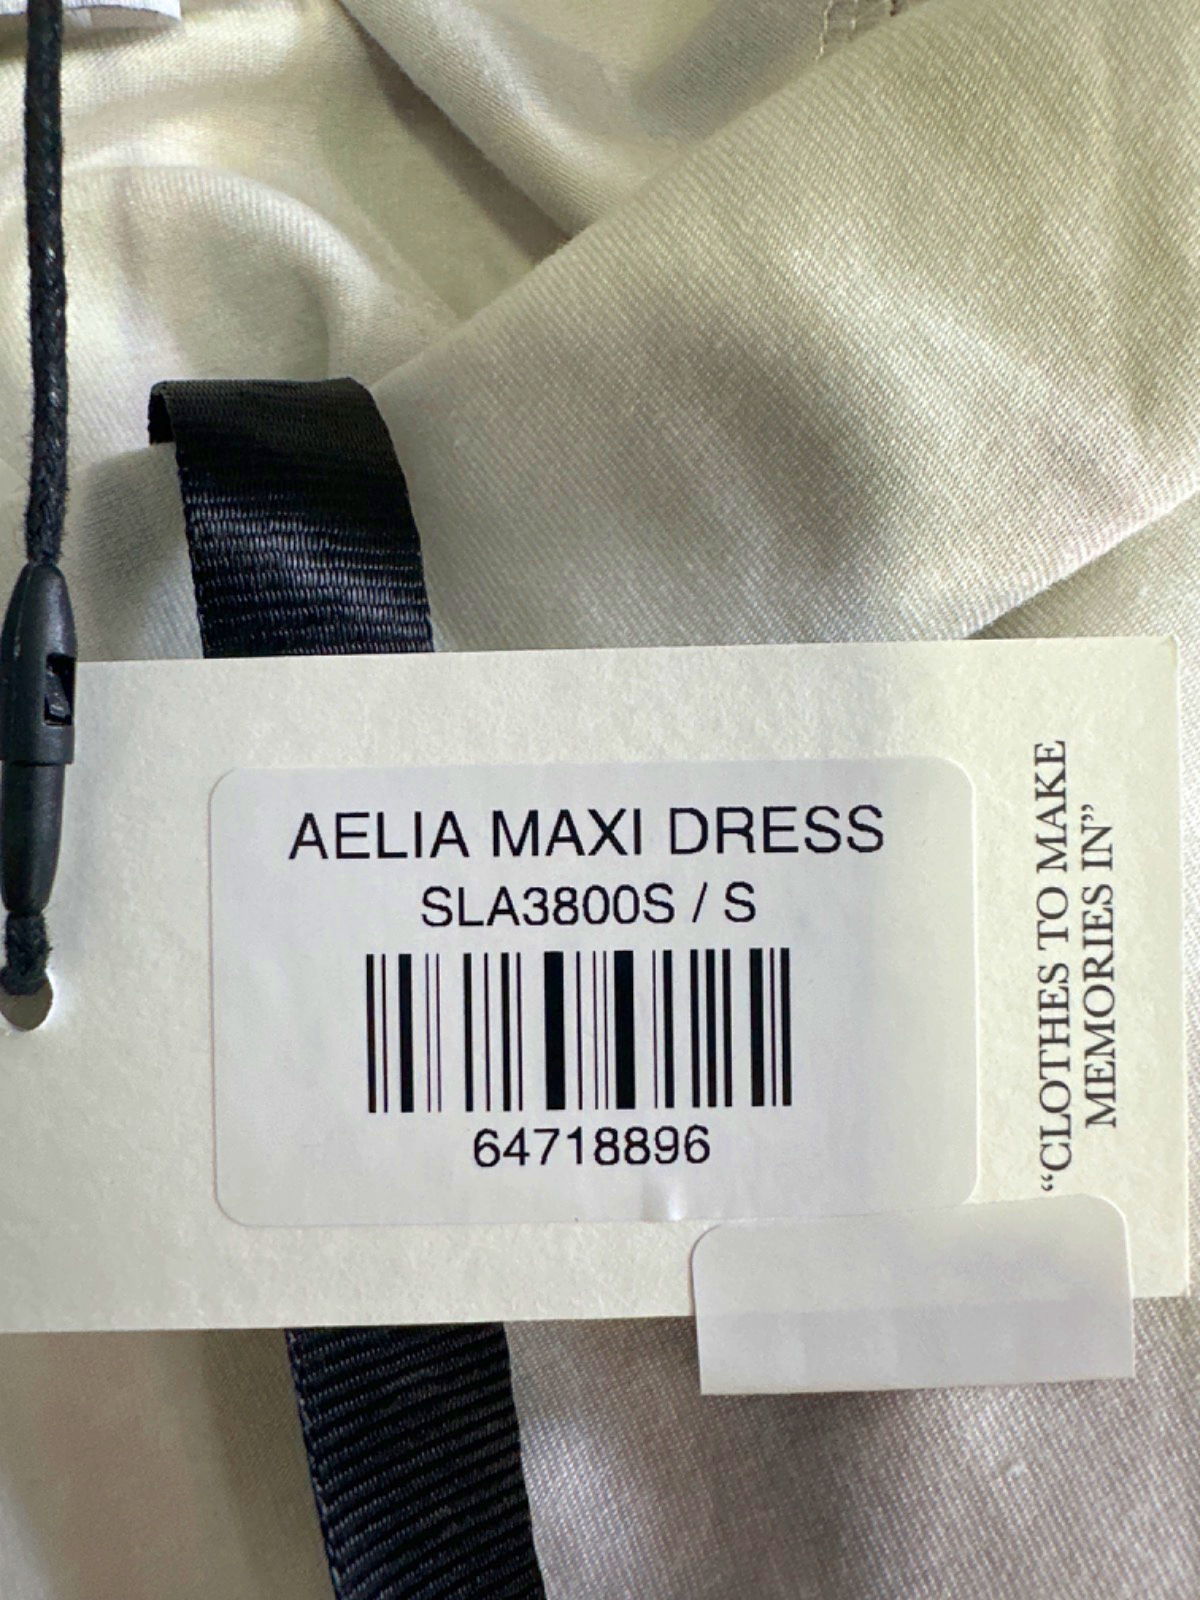 AELIA MAXI DRESS
SLA3800S / S
64718896
“CLOTHES TO MAKE
MEMORIES IN”